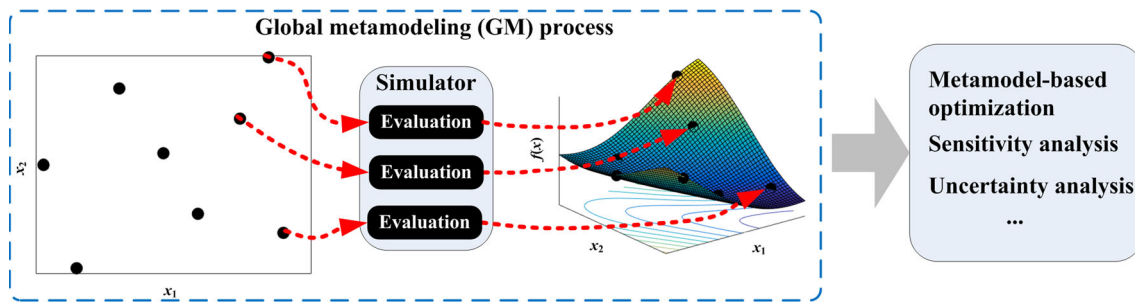 Global metamodeling (GM) process
x₂
x₁
Simulator
Evaluation
Evaluation
Evaluation
f(x)
x₂
x₁
Metamodel-based
optimization
Sensitivity analysis
Uncertainty analysis
...